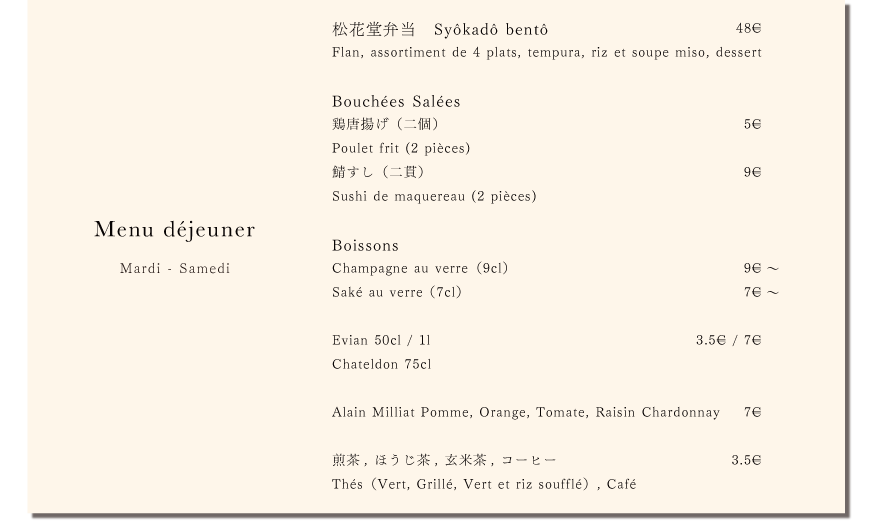 松花堂弁当 Syôkadô bentô 48€
Flan, assortiment de 4 plats, tempura, riz et soupe miso, dessert
Bouchées Salées
鶏唐揚げ（二個） 5€
Poulet frit (2 pièces)
鯖すし（二貫） 9€
Sushi de maquereau (2 pièces)
Menu déjeuner
Mardi - Samedi
Boissons
Champagne au verre（9cl） 9€ ～
Saké au verre（7cl） 7€ ～
Evian 50cl / 1l 3.5€ / 7€
Chateldon 75cl
Alain Milliat Pomme, Orange, Tomate, Raisin Chardonnay 7€
煎茶 , ほうじ茶 , 玄米茶 , コーヒー 3.5€
Thés（Vert, Grillé, Vert et riz soufflé）, Café